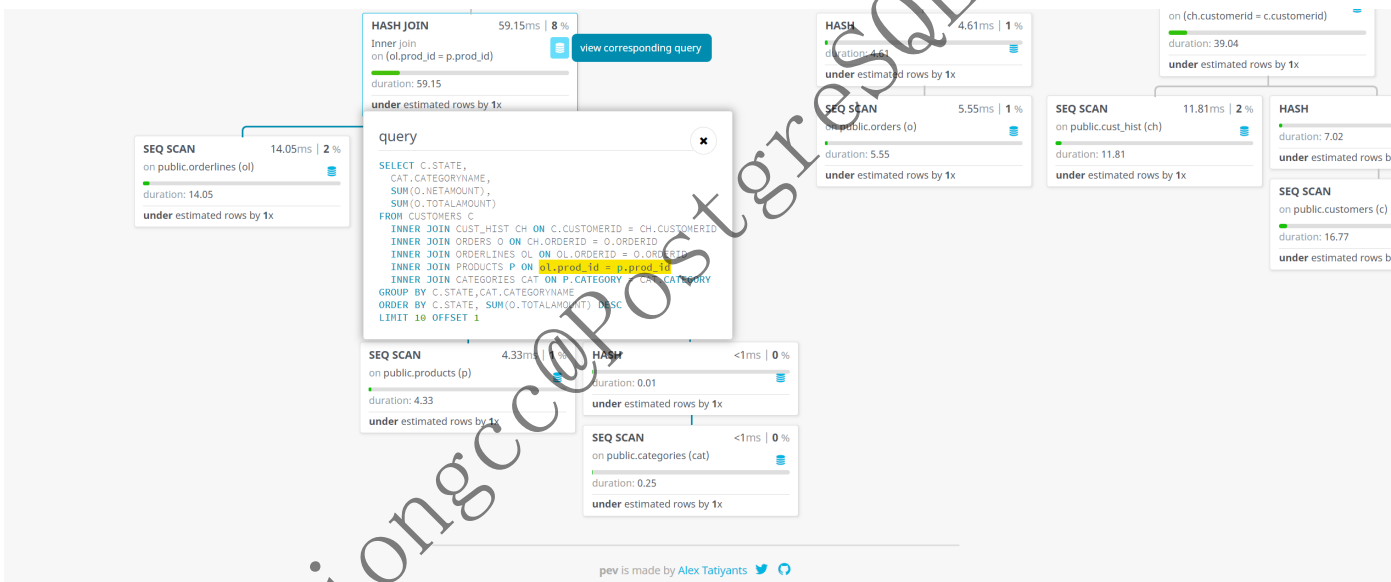 HASH JOIN 59.15ms | 8 %
Inner join
on (ol.prod_id = p.prod_id)
duration: 59.15
under estimated rows by 1x
view corresponding query
HASH 4.61ms | 1 %
duration: 4.61
under estimated rows by 1x
on (ch.customerid = c.customerid)
duration: 39.04
under estimated rows by 1x
SEQ SCAN 14.05ms | 2 %
on public.orderlines (ol)
duration: 14.05
under estimated rows by 1x
query
SELECT C.STATE,
CAT.CATEGORYNAME,
SUM(O.NETAMOUNT),
SUM(O.TOTALAMOUNT)
FROM CUSTOMERS C
INNER JOIN CUST_HIST CH ON C.CUSTOMERID = CH.CUSTOMERID
INNER JOIN ORDERS O ON CH.ORDERID = O.ORDERID
INNER JOIN ORDERLINES OL ON OL.ORDERID = O.ORDERID
INNER JOIN PRODUCTS P ON ol.prod_id = p.prod_id
INNER JOIN CATEGORIES CAT ON P.CATEGORY = CAT.CATEGORY
GROUP BY C.STATE,CAT.CATEGORYNAME
ORDER BY C.STATE, SUM(O.TOTALAMOUNT) DESC
LIMIT 10 OFFSET 1
SEQ SCAN 5.55ms | 1 %
on public.orders (o)
duration: 5.55
under estimated rows by 1x
SEQ SCAN 11.81ms | 2 %
on public.cust_hist (ch)
duration: 11.81
under estimated rows by 1x
HASH
duration: 7.02
under estimated rows b
SEQ SCAN
on public.customers (c)
duration: 16.77
under estimated rows b
SEQ SCAN 4.33ms | 1 %
on public.products (p)
duration: 4.33
under estimated rows by 1x
HASH <1ms | 0 %
duration: 0.01
under estimated rows by 1x
SEQ SCAN <1ms | 0 %
on public.categories (cat)
duration: 0.25
under estimated rows by 1x
pev is made by Alex Tatiyants
iongcc@PostgreSQL